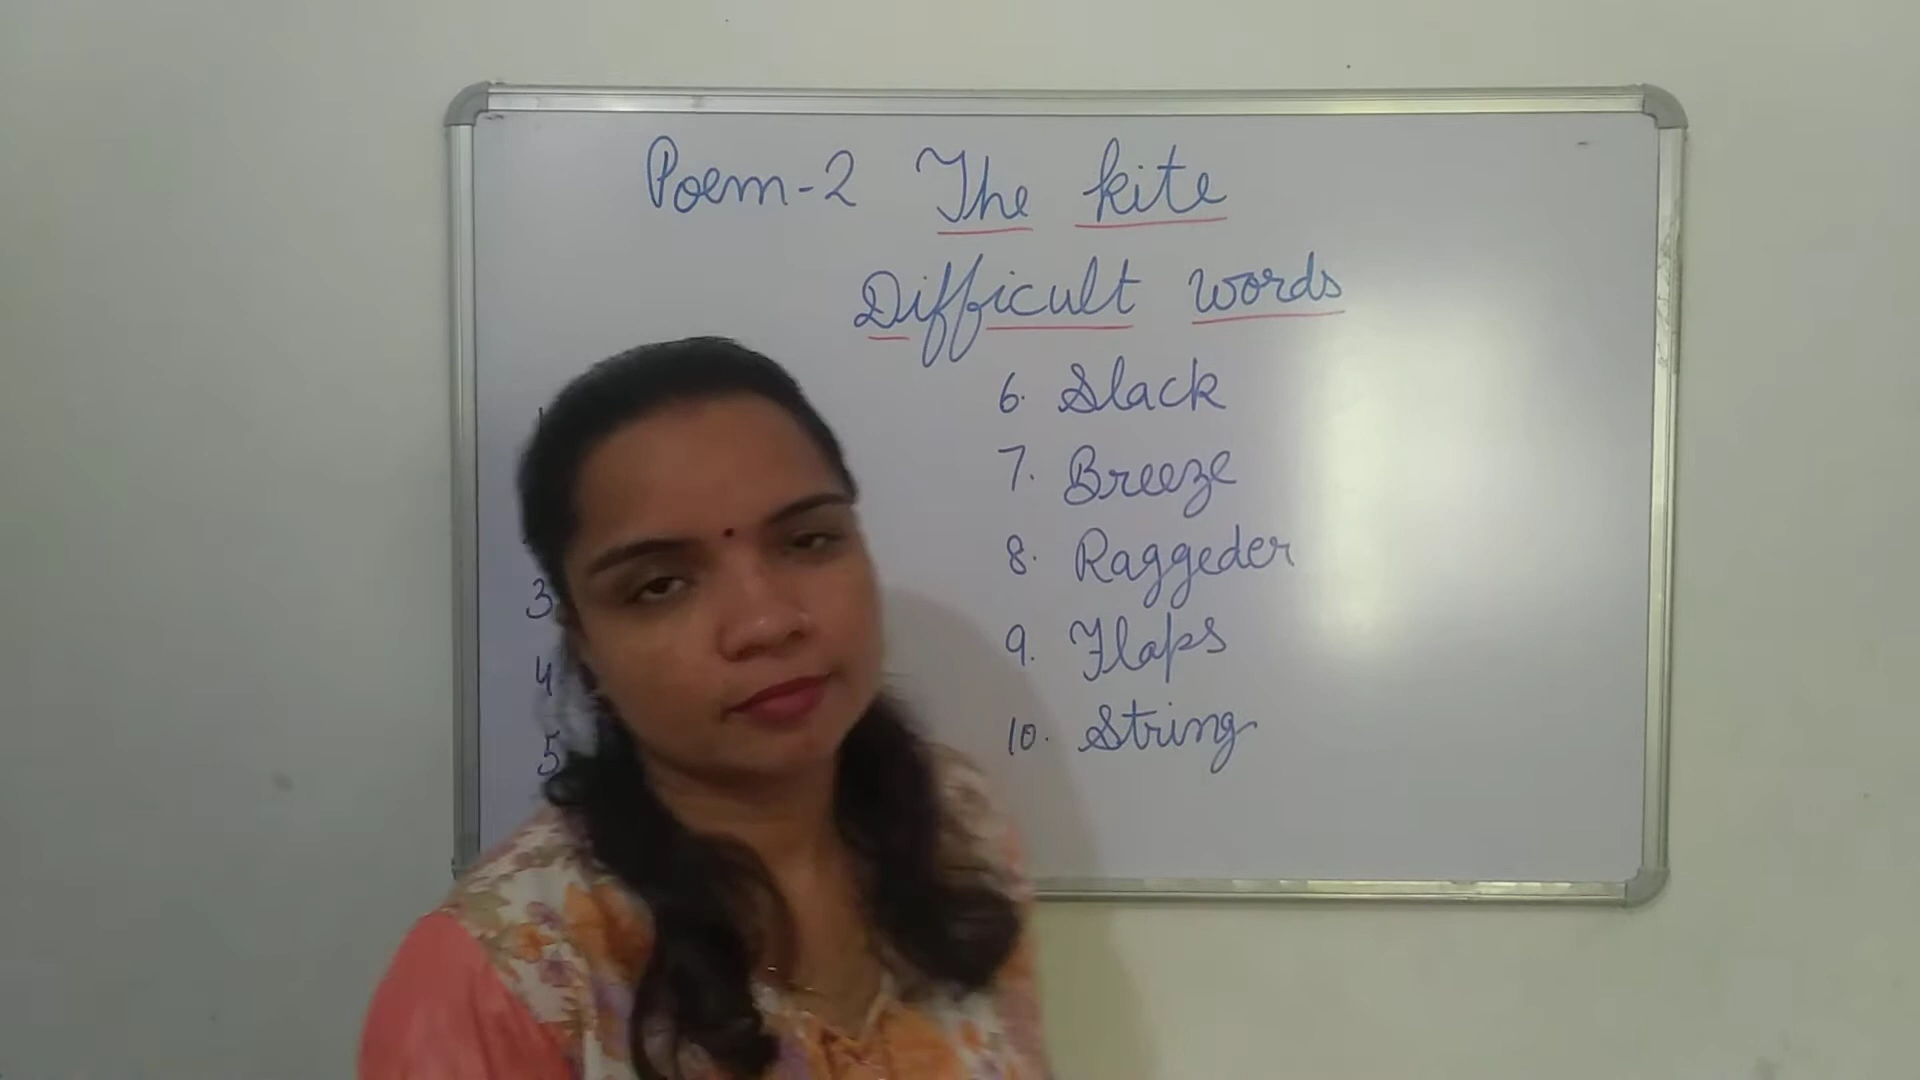 Poem-2 The kite
Difficult words
3
4
5
6. Slack
7. Breeze
8. Raggeder
9. Flaps
10. String